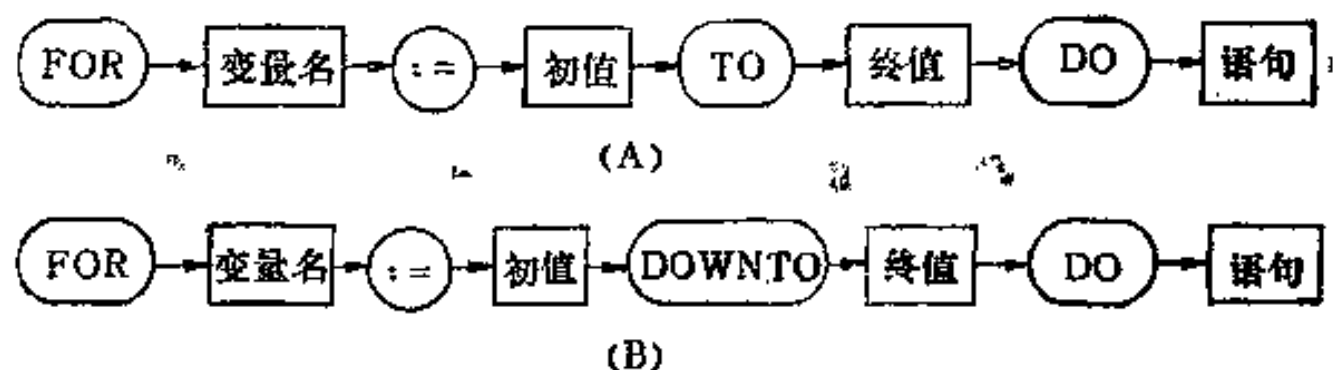 FOR 变量名 := 初值 TO 终值 DO 语句
(A)
FOR 变量名 := 初值 DOWNTO 终值 DO 语句
(B)